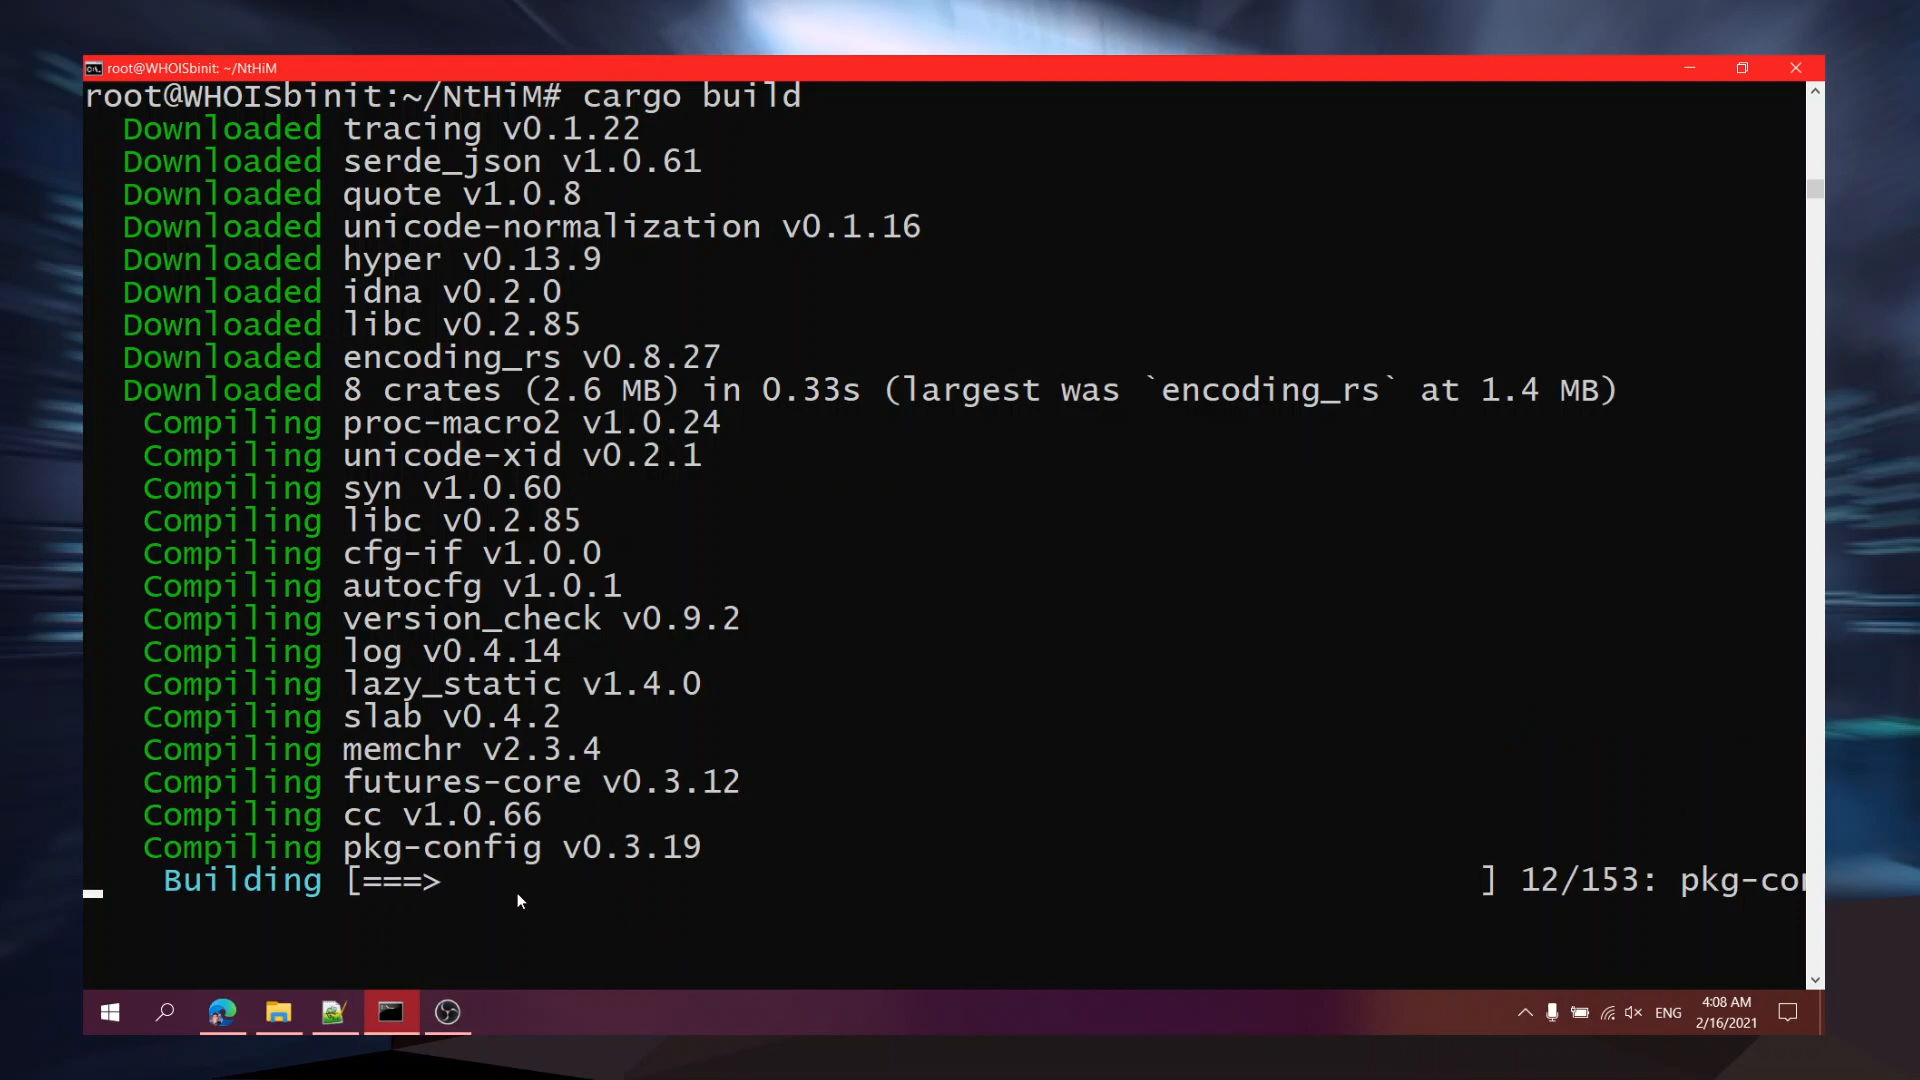 root@WHOISbinit: ~/NtHiM
root@WHOISbinit:~/NtHiM# cargo build
Downloaded tracing v0.1.22
Downloaded serde_json v1.0.61
Downloaded quote v1.0.8
Downloaded unicode-normalization v0.1.16
Downloaded hyper v0.13.9
Downloaded idna v0.2.0
Downloaded libc v0.2.85
Downloaded encoding_rs v0.8.27
Downloaded 8 crates (2.6 MB) in 0.33s (largest was `encoding_rs` at 1.4 MB)
Compiling proc-macro2 v1.0.24
Compiling unicode-xid v0.2.1
Compiling syn v1.0.60
Compiling libc v0.2.85
Compiling cfg-if v1.0.0
Compiling autocfg v1.0.1
Compiling version_check v0.9.2
Compiling log v0.4.14
Compiling lazy_static v1.4.0
Compiling slab v0.4.2
Compiling memchr v2.3.4
Compiling futures-core v0.3.12
Compiling cc v1.0.66
Compiling pkg-config v0.3.19
Building [===> ] 12/153: pkg-con
ENG
4:08 AM
2/16/2021